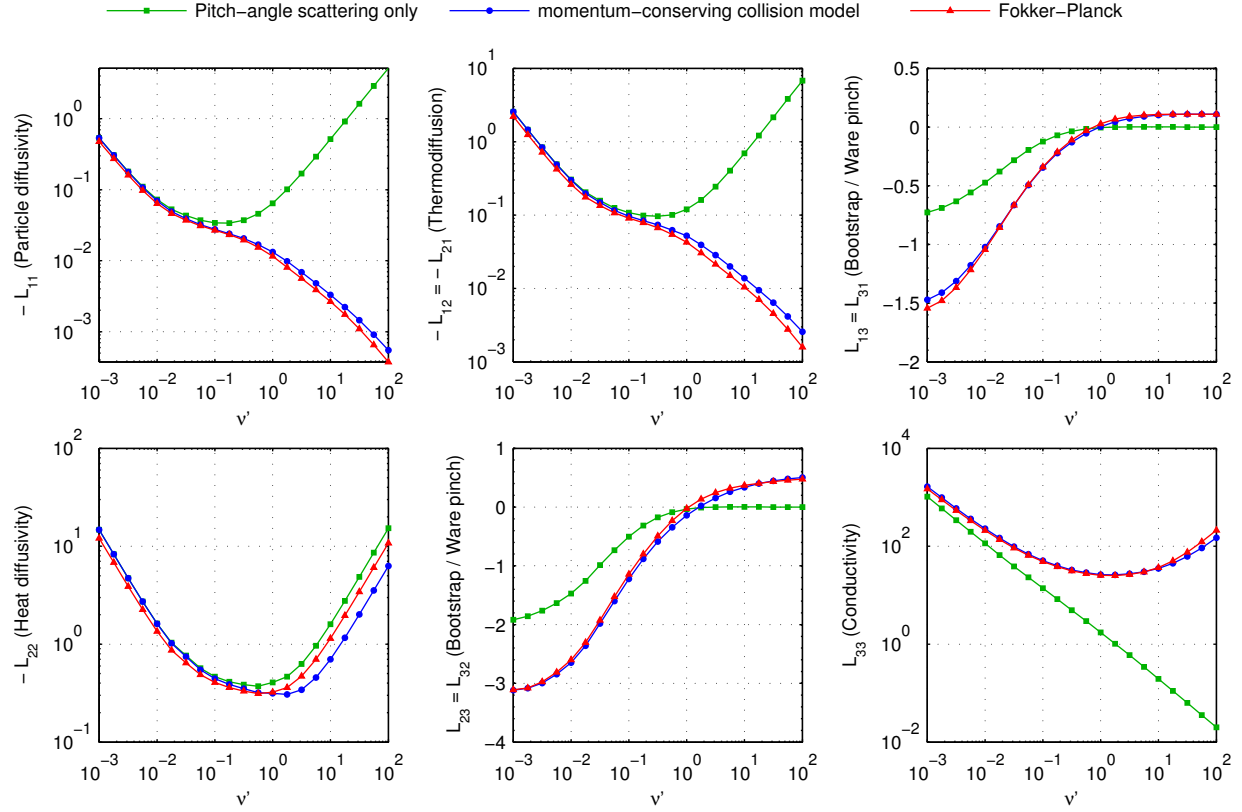 Pitch−angle scattering only momentum−conserving collision model Fokker−Planck
− L11 (Particle diffusivity)
10^0
10^−1
10^−2
10^−3
10^−3 10^−2 10^−1 10^0 10^1 10^2
ν'
− L12 = − L21 (Thermodiffusion)
10^1
10^0
10^−1
10^−2
10^−3
10^−3 10^−2 10^−1 10^0 10^1 10^2
ν'
L13 = L31 (Bootstrap / Ware pinch)
0.5
0
−0.5
−1
−1.5
−2
10^−3 10^−2 10^−1 10^0 10^1 10^2
ν'
− L22 (Heat diffusivity)
10^2
10^1
10^0
10^−1
10^−3 10^−2 10^−1 10^0 10^1 10^2
ν'
L23 = L32 (Bootstrap / Ware pinch)
1
0
−1
−2
−3
−4
10^−3 10^−2 10^−1 10^0 10^1 10^2
ν'
L33 (Conductivity)
10^4
10^2
10^0
10^−2
10^−3 10^−2 10^−1 10^0 10^1 10^2
ν'